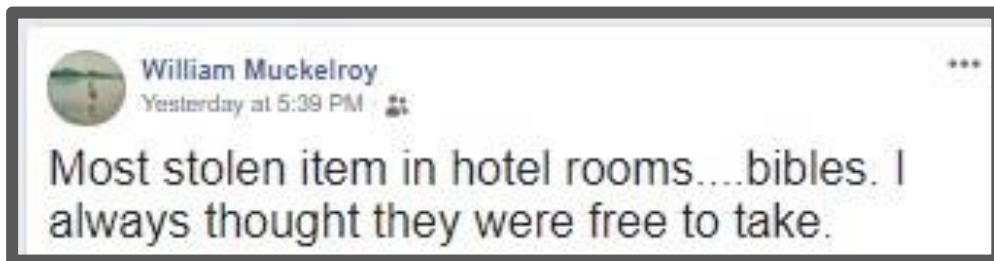 William Muckelroy
Yesterday at 5:39 PM
Most stolen item in hotel rooms....bibles. I
always thought they were free to take.